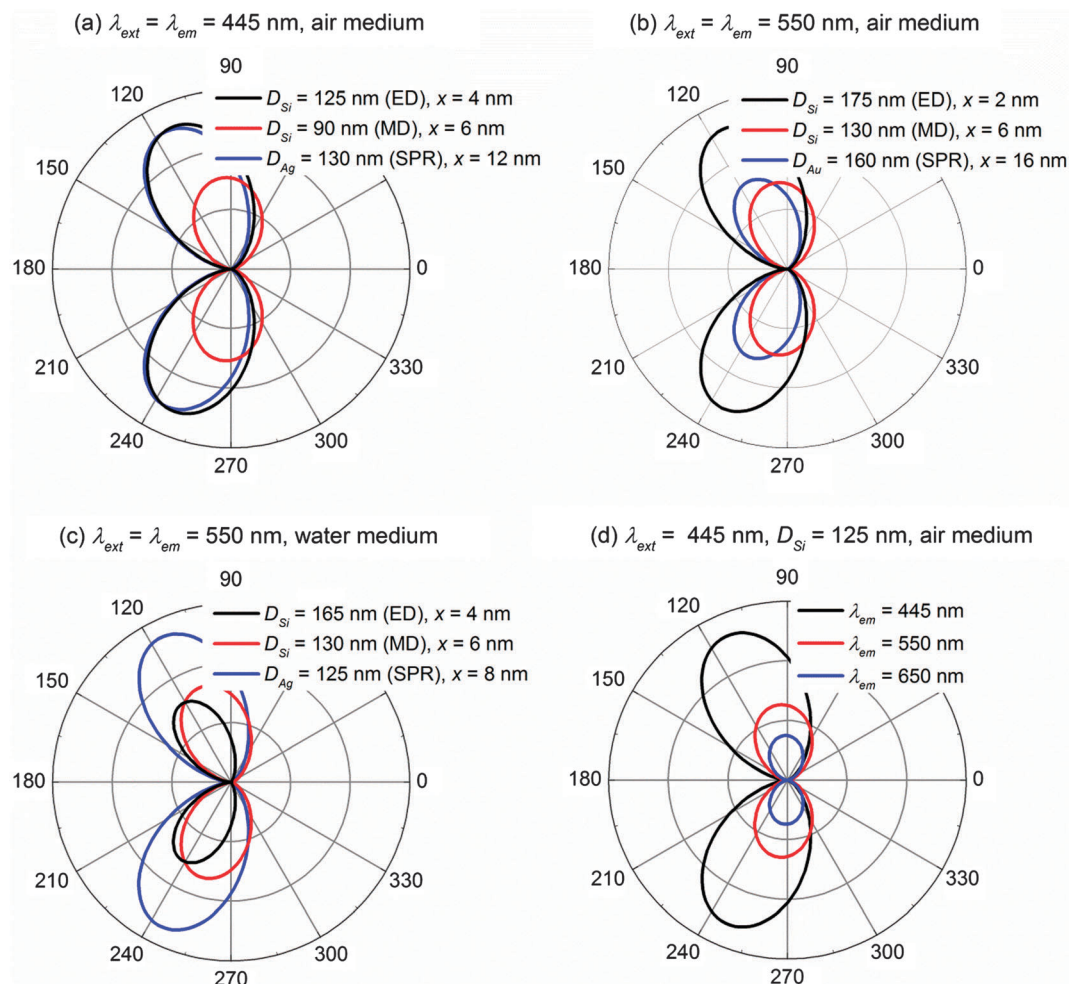 (a) λext = λem = 445 nm, air medium
90
120
DSi = 125 nm (ED), x = 4 nm
DSi = 90 nm (MD), x = 6 nm
DAg = 130 nm (SPR), x = 12 nm
150
180
0
210
330
240
300
270
(b) λext = λem = 550 nm, air medium
90
120
DSi = 175 nm (ED), x = 2 nm
DSi = 130 nm (MD), x = 6 nm
DAu = 160 nm (SPR), x = 16 nm
150
180
0
210
330
240
300
270
(c) λext = λem = 550 nm, water medium
90
120
DSi = 165 nm (ED), x = 4 nm
DSi = 130 nm (MD), x = 6 nm
DAg = 125 nm (SPR), x = 8 nm
150
180
0
210
330
240
300
270
(d) λext = 445 nm, DSi = 125 nm, air medium
90
120
λem = 445 nm
λem = 550 nm
λem = 650 nm
150
180
0
210
330
240
300
270